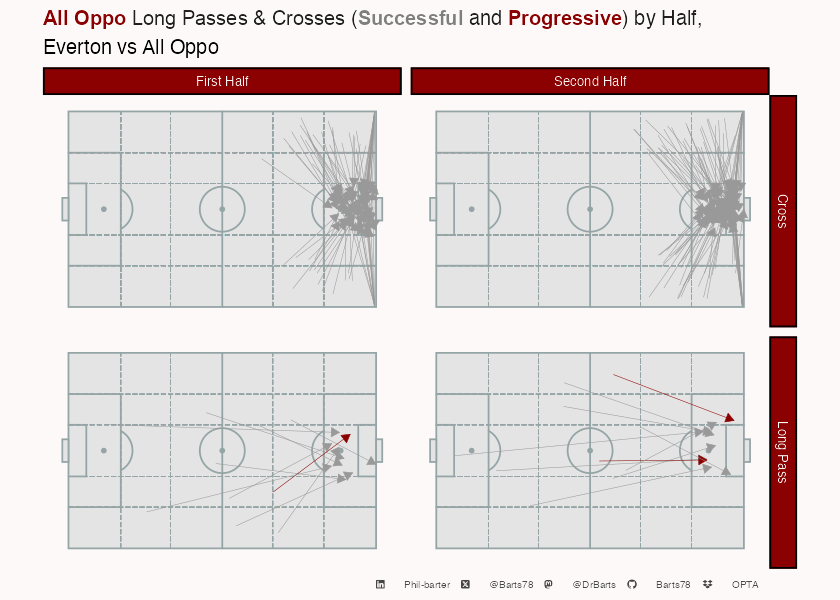 All Oppo Long Passes & Crosses (Successful and Progressive) by Half,
Everton vs All Oppo
First Half
Second Half
Cross
Long Pass
Phil-barter @Barts78 @DrBarts Barts78 OPTA